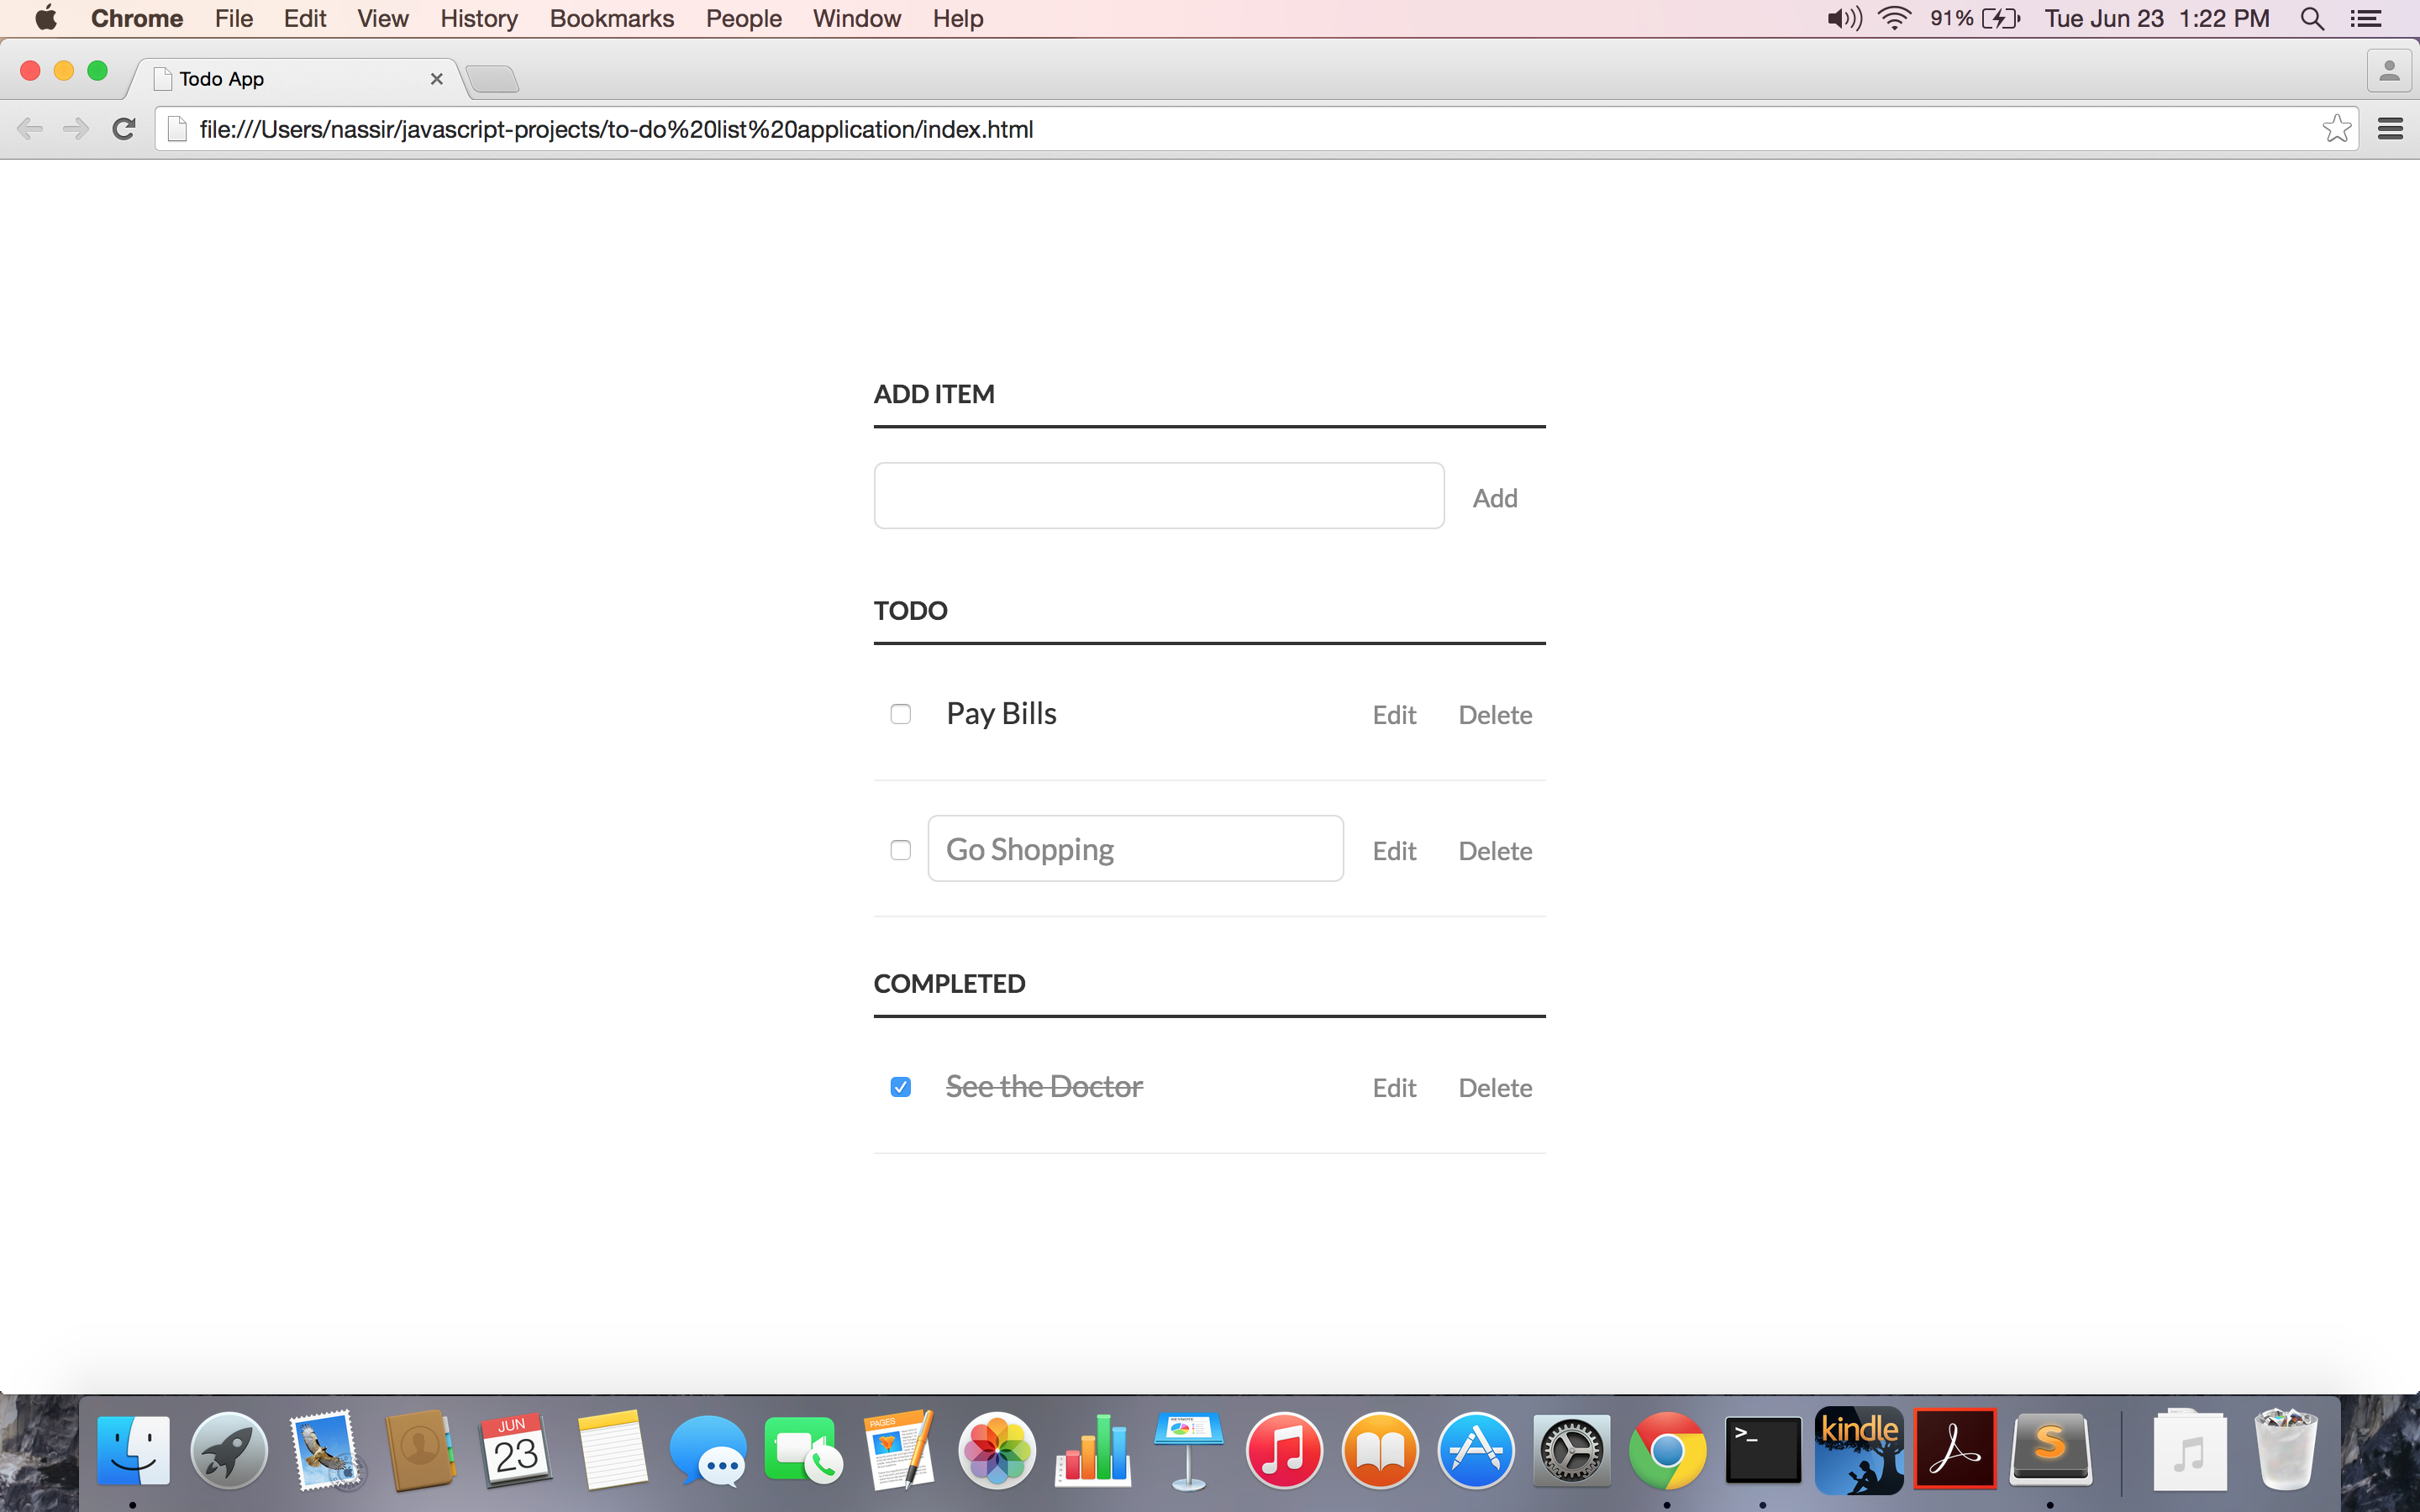 Chrome File Edit View History Bookmarks People Window Help 91% Tue Jun 23 1:22 PM
Todo App
file:///Users/nassir/javascript-projects/to-do%20list%20application/index.html
ADD ITEM
Add
TODO
Pay Bills Edit Delete
Go Shopping Edit Delete
COMPLETED
See the Doctor Edit Delete
JUN
23
PAGES
KEYNOTE
>_
kindle
S